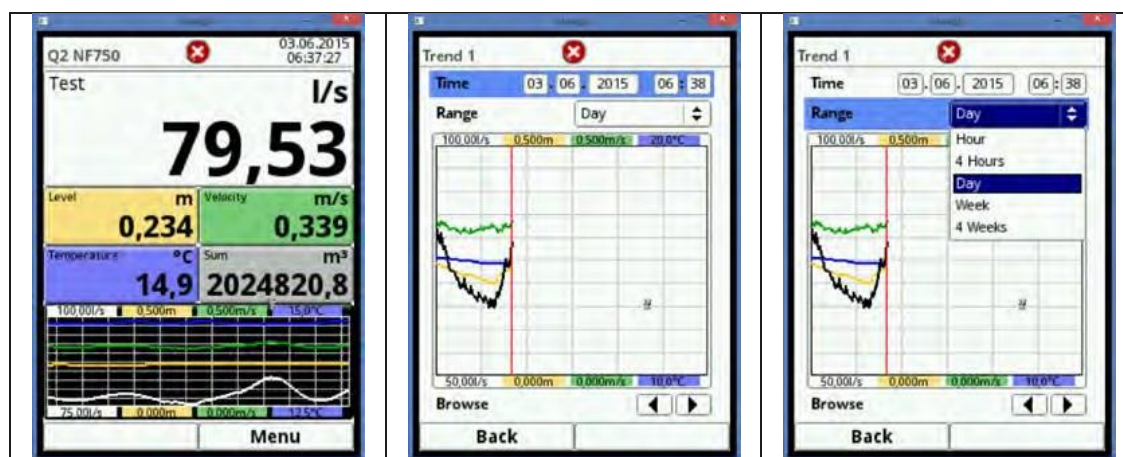 Q2 NF750
03.06.2015
06:37:27
Test
l/s
79,53
Level
m
0,234
Velocity
m/s
0,339
Temperature
°C
14,9
Sum
m³
2024820,8
100,00l/s 0,500m 0,500m/s 15,0°C
75,00l/s 0,000m 0,000m/s 12,5°C
Menu
Trend 1
Time 03 . 06 . 2015 06 : 38
Range Day
100,00l/s 0,500m 0,500m/s 20,0°C
50,00l/s 0,000m 0,000m/s 10,0°C
Browse
Back
Trend 1
Time 03 . 06 . 2015 06 : 38
Range Day
Hour
4 Hours
Day
Week
4 Weeks
100,00l/s 0,500m
50,00l/s 0,000m 0,000m/s 10,0°C
Browse
Back